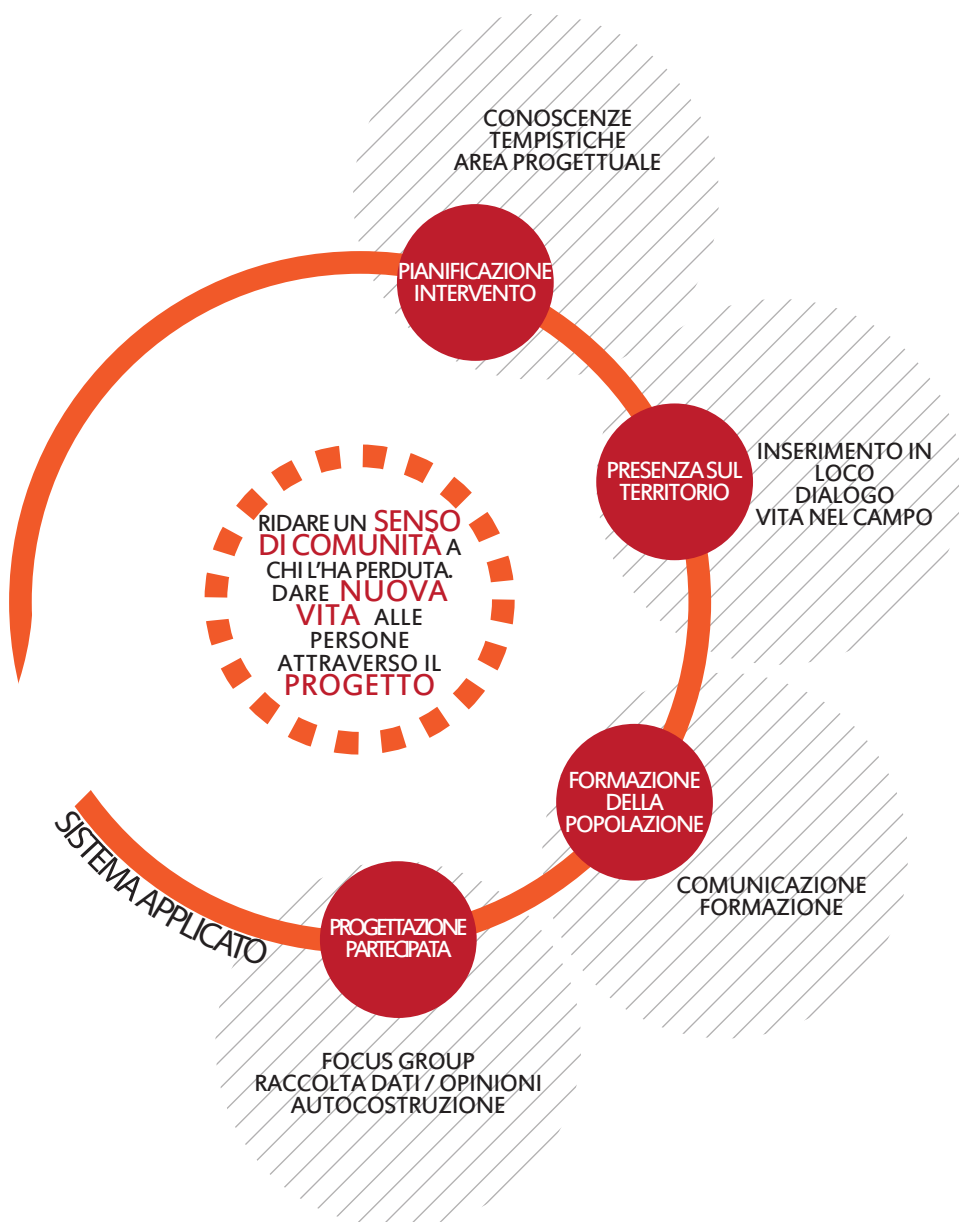 CONOSCENZE
TEMPISTICHE
AREA PROGETTUALE
PIANIFICAZIONE
INTERVENTO
PRESENZA SUL
TERRITORIO
INSERIMENTO IN
LOCO
DIALOGO
VITA NEL CAMPO
RIDARE UN SENSO
DI COMUNITÀ A
CHI L'HA PERDUTA.
DARE NUOVA
VITA ALLE
PERSONE
ATTRAVERSO IL
PROGETTO
FORMAZIONE
DELLA
POPOLAZIONE
COMUNICAZIONE
FORMAZIONE
SISTEMA APPLICATO
PROGETTAZIONE
PARTECIPATA
FOCUS GROUP
RACCOLTA DATI / OPINIONI
AUTOCOSTRUZIONE